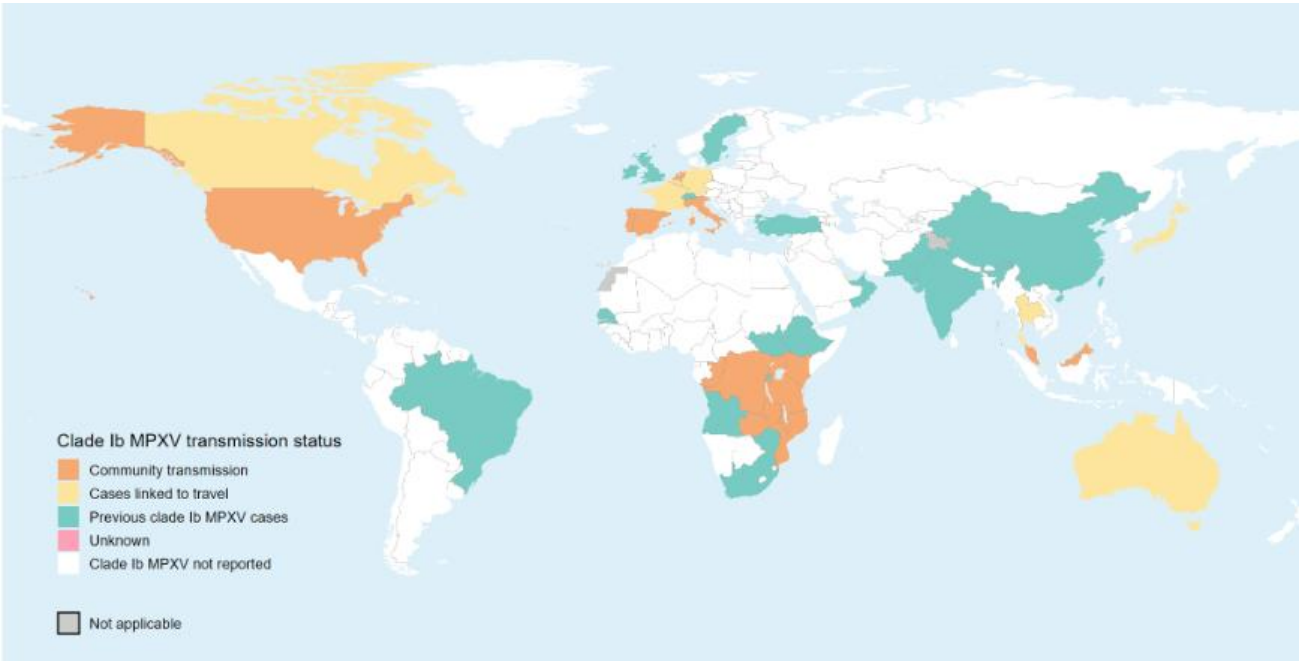 Clade Ib MPXV transmission status
Community transmission
Cases linked to travel
Previous clade Ib MPXV cases
Unknown
Clade Ib MPXV not reported
Not applicable